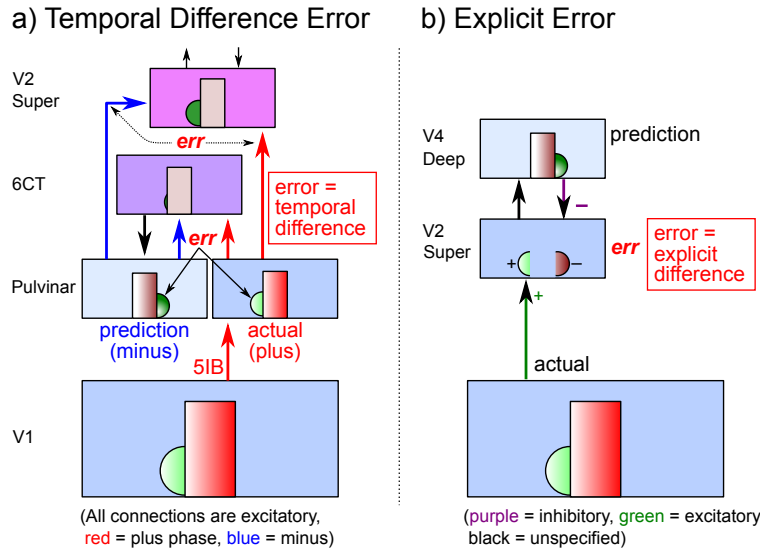 a) Temporal Difference Error
V2
Super
err
6CT
error =
temporal
difference
err
Pulvinar
prediction
(minus)
actual
(plus)
5IB
V1
(All connections are excitatory,
red = plus phase, blue = minus)
b) Explicit Error
V4
Deep
prediction
−
V2
Super
+
−
err
error =
explicit
difference
+
actual
(purple = inhibitory, green = excitatory
black = unspecified)